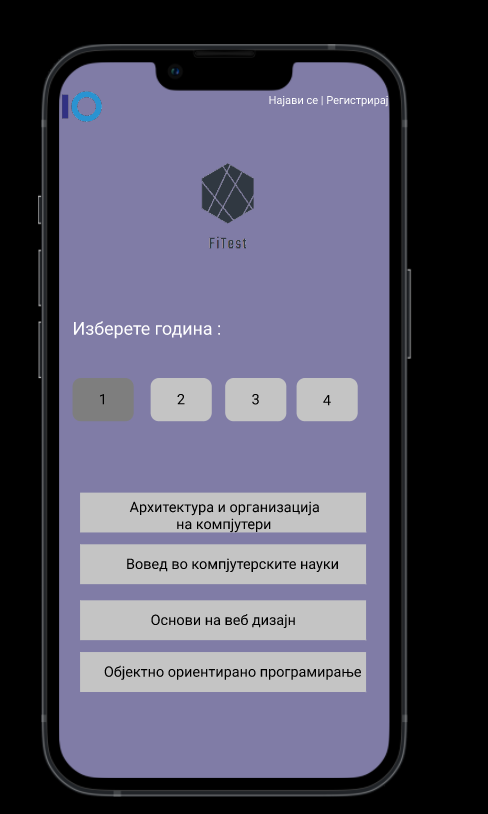 IO
Најави се | Регистрирај
FiTest
Изберете година :
1 2 3 4
Архитектура и организација
на компјутери
Вовед во компјутерските науки
Основи на веб дизајн
Објектно ориентирано програмирање